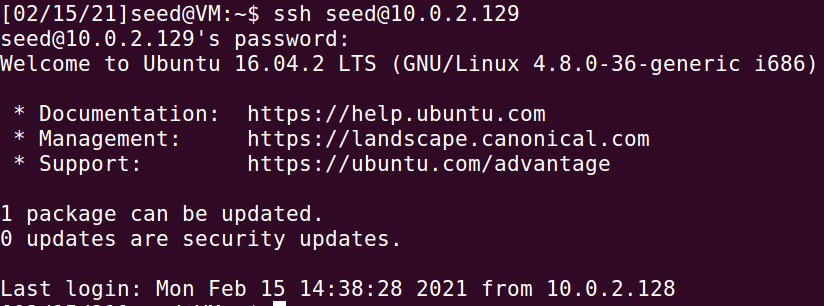 [02/15/21]seed@VM:~$ ssh seed@10.0.2.129
seed@10.0.2.129's password:
Welcome to Ubuntu 16.04.2 LTS (GNU/Linux 4.8.0-36-generic i686)
 * Documentation:  https://help.ubuntu.com
 * Management:     https://landscape.canonical.com
 * Support:        https://ubuntu.com/advantage
1 package can be updated.
0 updates are security updates.
Last login: Mon Feb 15 14:38:28 2021 from 10.0.2.128